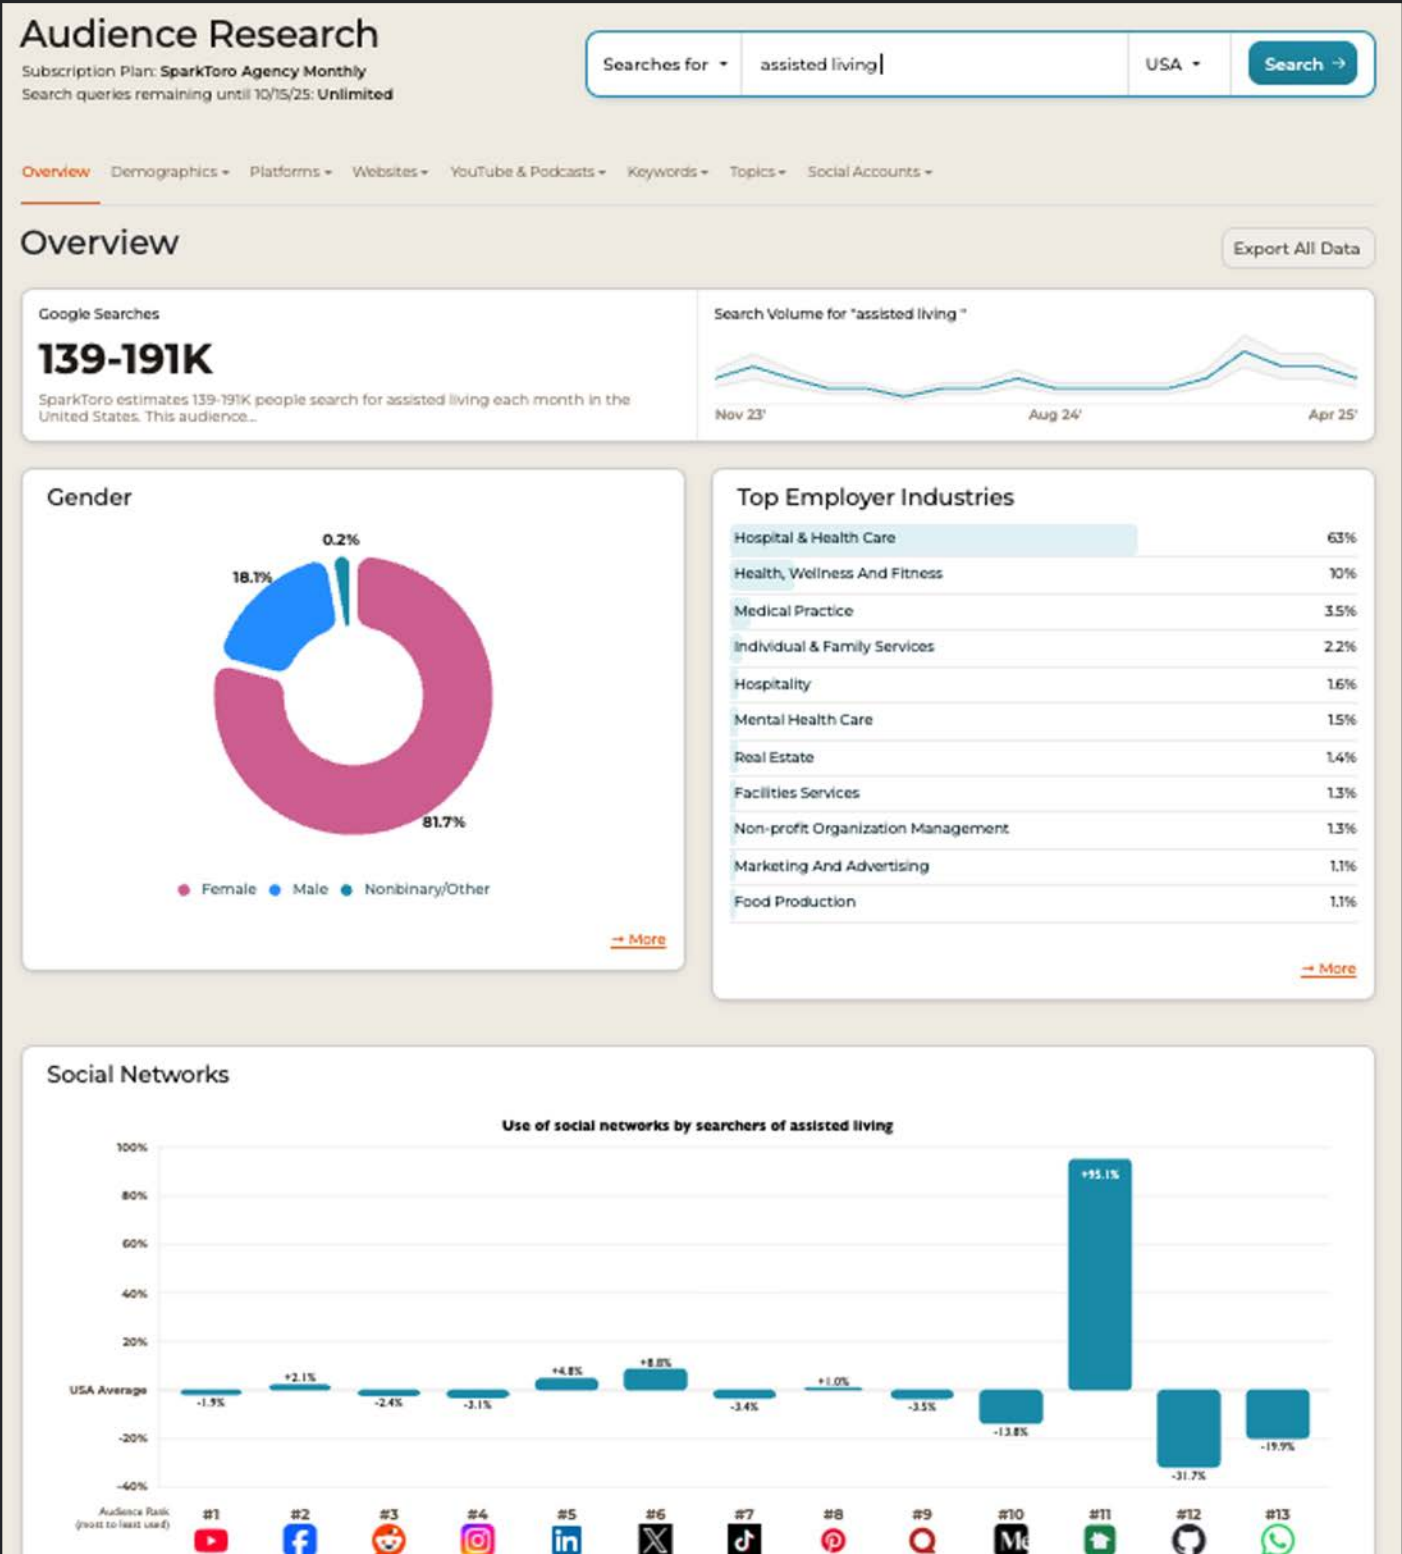 Audience Research
Subscription Plan: SparkToro Agency Monthly
Search queries remaining until 10/15/25: Unlimited
Searches for
assisted living
USA
Search →
Overview
Demographics
Platforms
Websites
YouTube & Podcasts
Keywords
Topics
Social Accounts
Overview
Export All Data
Google Searches
139-191K
SparkToro estimates 139-191K people search for assisted living each month in the
United States. This audience...
Search Volume for "assisted living "
Nov 23'
Aug 24'
Apr 25'
Gender
0.2%
18.1%
81.7%
Female
Male
Nonbinary/Other
→ More
Top Employer Industries
Hospital & Health Care 63%
Health, Wellness And Fitness 10%
Medical Practice 3.5%
Individual & Family Services 2.2%
Hospitality 1.6%
Mental Health Care 1.5%
Real Estate 1.4%
Facilities Services 1.3%
Non-profit Organization Management 1.3%
Marketing And Advertising 1.1%
Food Production 1.1%
→ More
Social Networks
Use of social networks by searchers of assisted living
100%
80%
60%
40%
20%
USA Average
-20%
-40%
-1.9%
+2.1%
-2.4%
-3.1%
+4.8%
+8.8%
-3.4%
+1.0%
-3.5%
-13.8%
+95.1%
-31.7%
-19.9%
Audience Rank
(most to least used)
#1
#2
#3
#4
#5
#6
#7
#8
#9
#10
#11
#12
#13